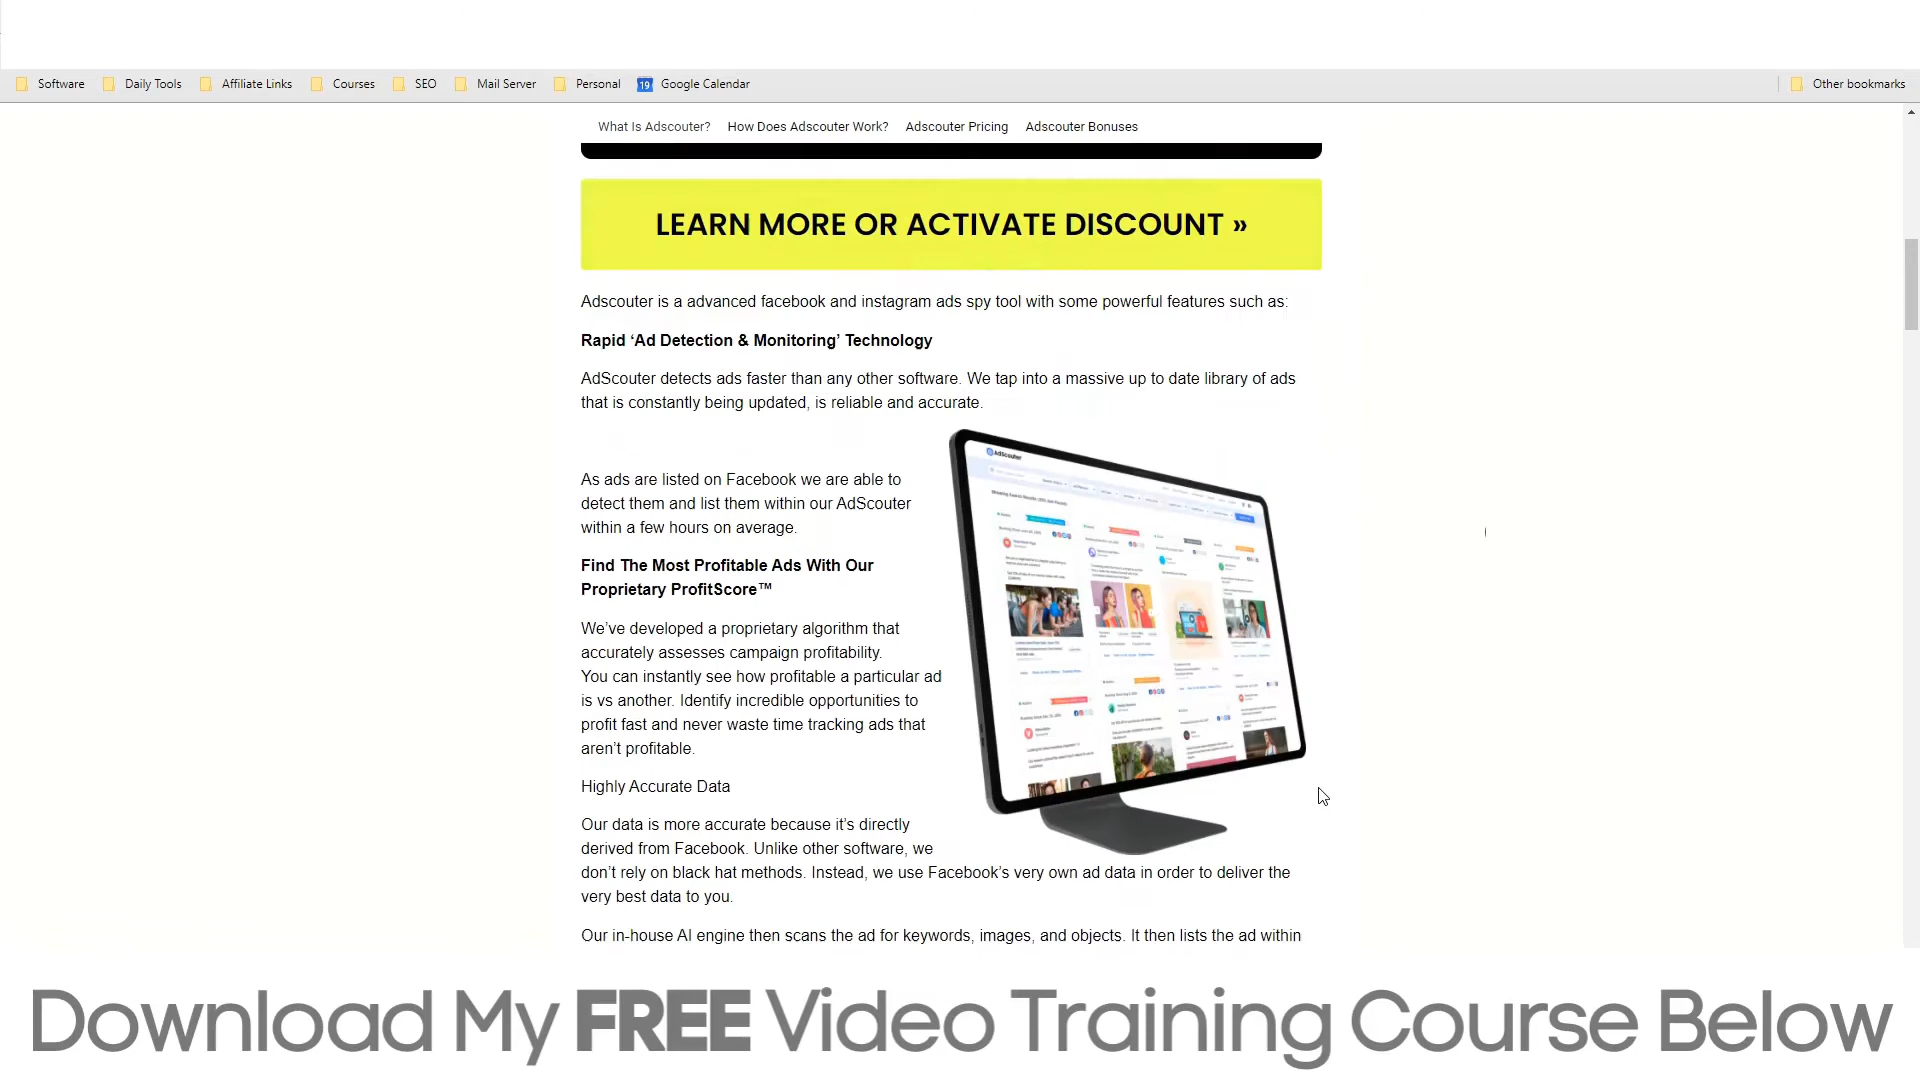 Software Daily Tools Affiliate Links Courses SEO Mail Server Personal 19 Google Calendar Other bookmarks
What Is Adscouter? How Does Adscouter Work? Adscouter Pricing Adscouter Bonuses
LEARN MORE OR ACTIVATE DISCOUNT »
Adscouter is a advanced facebook and instagram ads spy tool with some powerful features such as:
Rapid ‘Ad Detection & Monitoring’ Technology
AdScouter detects ads faster than any other software. We tap into a massive up to date library of ads
that is constantly being updated, is reliable and accurate.
AdScouter
As ads are listed on Facebook we are able to
detect them and list them within our AdScouter
within a few hours on average.
Find The Most Profitable Ads With Our
Proprietary ProfitScore™
We’ve developed a proprietary algorithm that
accurately assesses campaign profitability.
You can instantly see how profitable a particular ad
is vs another. Identify incredible opportunities to
profit fast and never waste time tracking ads that
aren’t profitable.
Highly Accurate Data
Our data is more accurate because it’s directly
derived from Facebook. Unlike other software, we
don’t rely on black hat methods. Instead, we use Facebook’s very own ad data in order to deliver the
very best data to you.
Our in-house AI engine then scans the ad for keywords, images, and objects. It then lists the ad within
Download My FREE Video Training Course Below